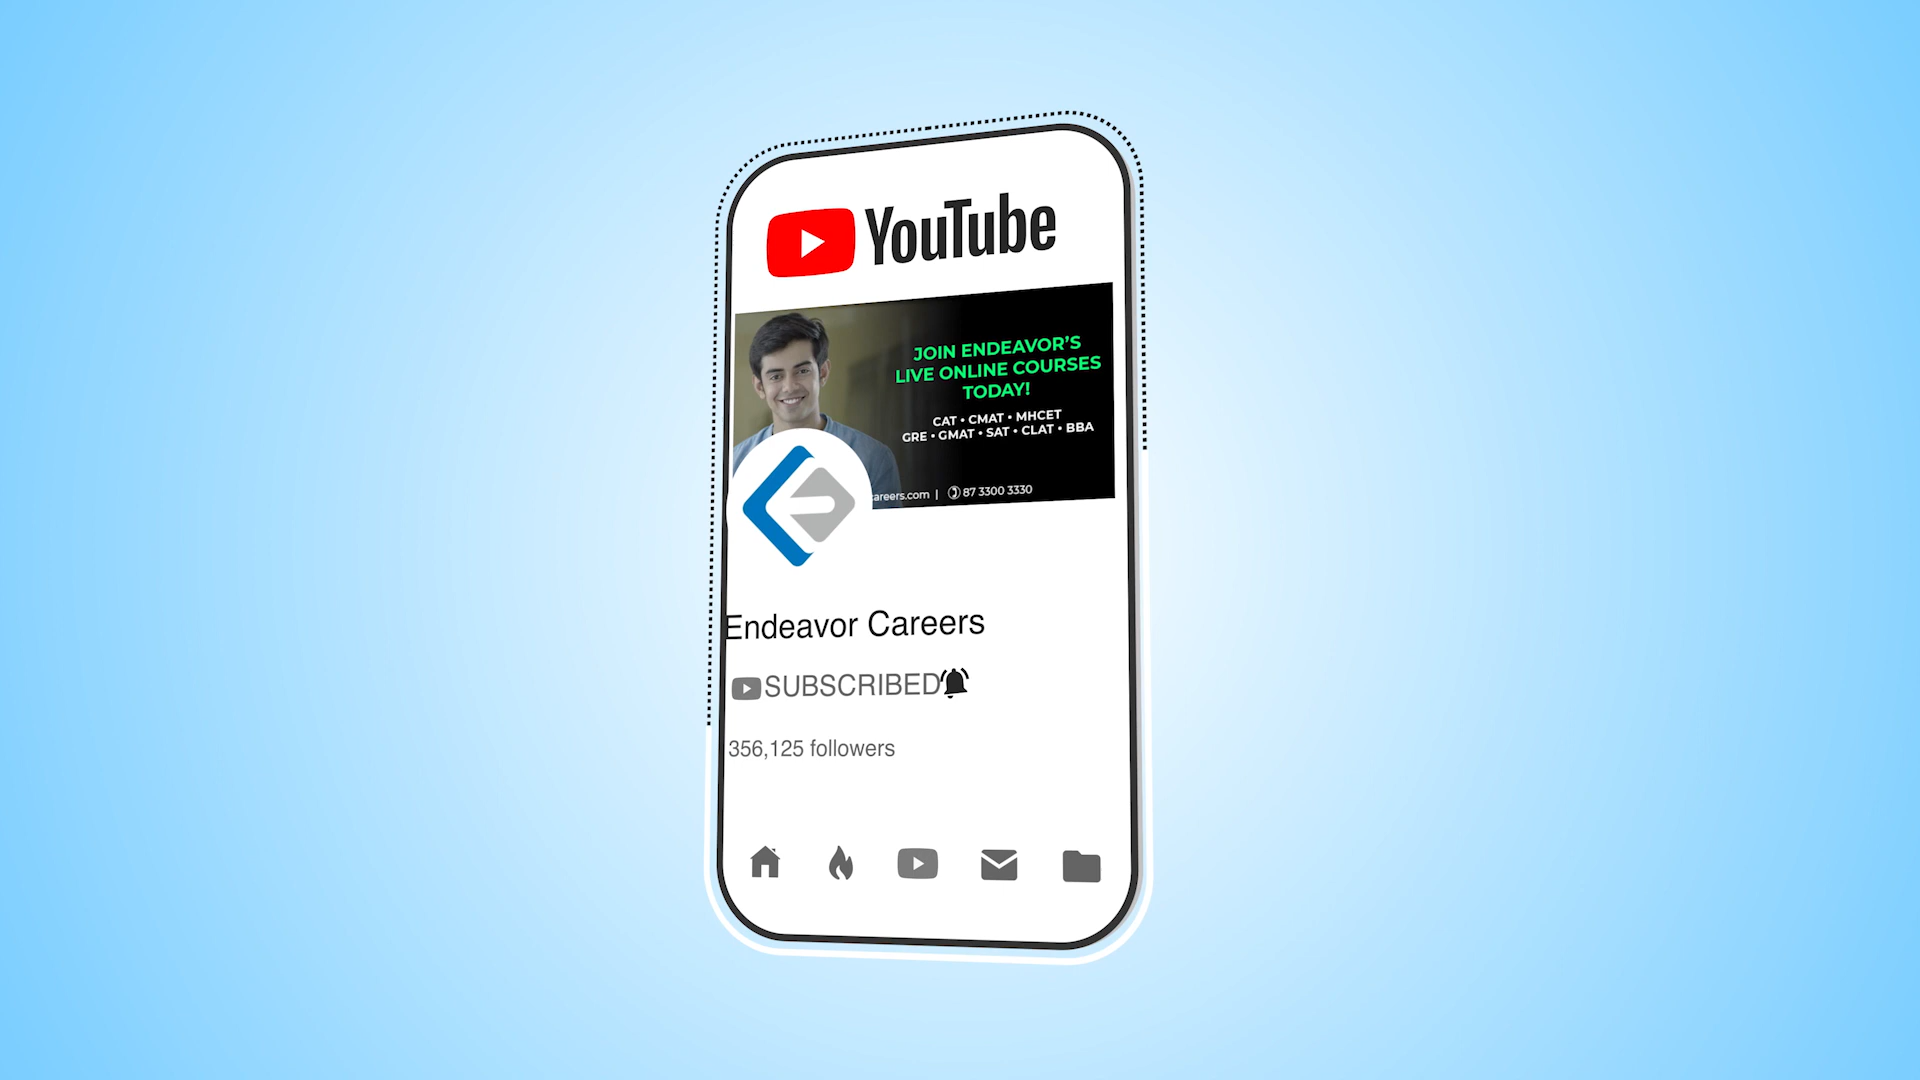 YouTube
JOIN ENDEAVOR'S
LIVE ONLINE COURSES
TODAY!
CAT • CMAT • MHCET
GRE • GMAT • SAT • CLAT • BBA
careers.com | 87 3300 3330
Endeavor Careers
SUBSCRIBED
356,125 followers